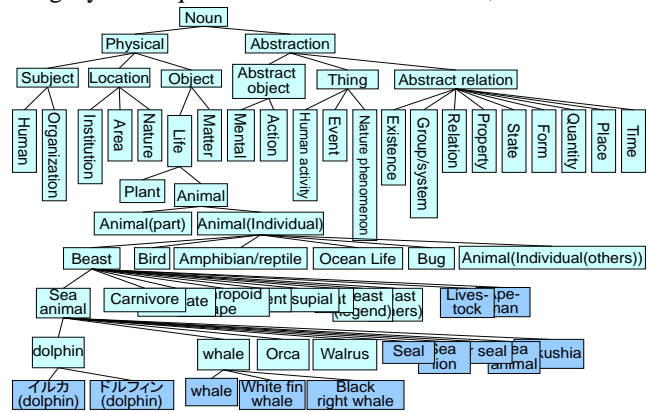 Noun
Physical
Abstraction
Subject
Location
Object
Abstract
object
Thing
Abstract relation
Human
Organization
Institution
Area
Nature
Life
Matter
Mental
Action
Human activity
Event
Nature phenomenon
Existence
Group/system
Relation
Property
State
Form
Quantity
Place
Time
Plant
Animal
Animal(part)
Animal(Individual)
Beast
Bird
Amphibian/reptile
Ocean Life
Bug
Animal(Individual(others))
Sea
animal
Carnivore
Lives-
tock
dolphin
whale
Orca
Walrus
Seal
イルカ
(dolphin)
ドルフィン
(dolphin)
whale
White fin
whale
Black
right whale